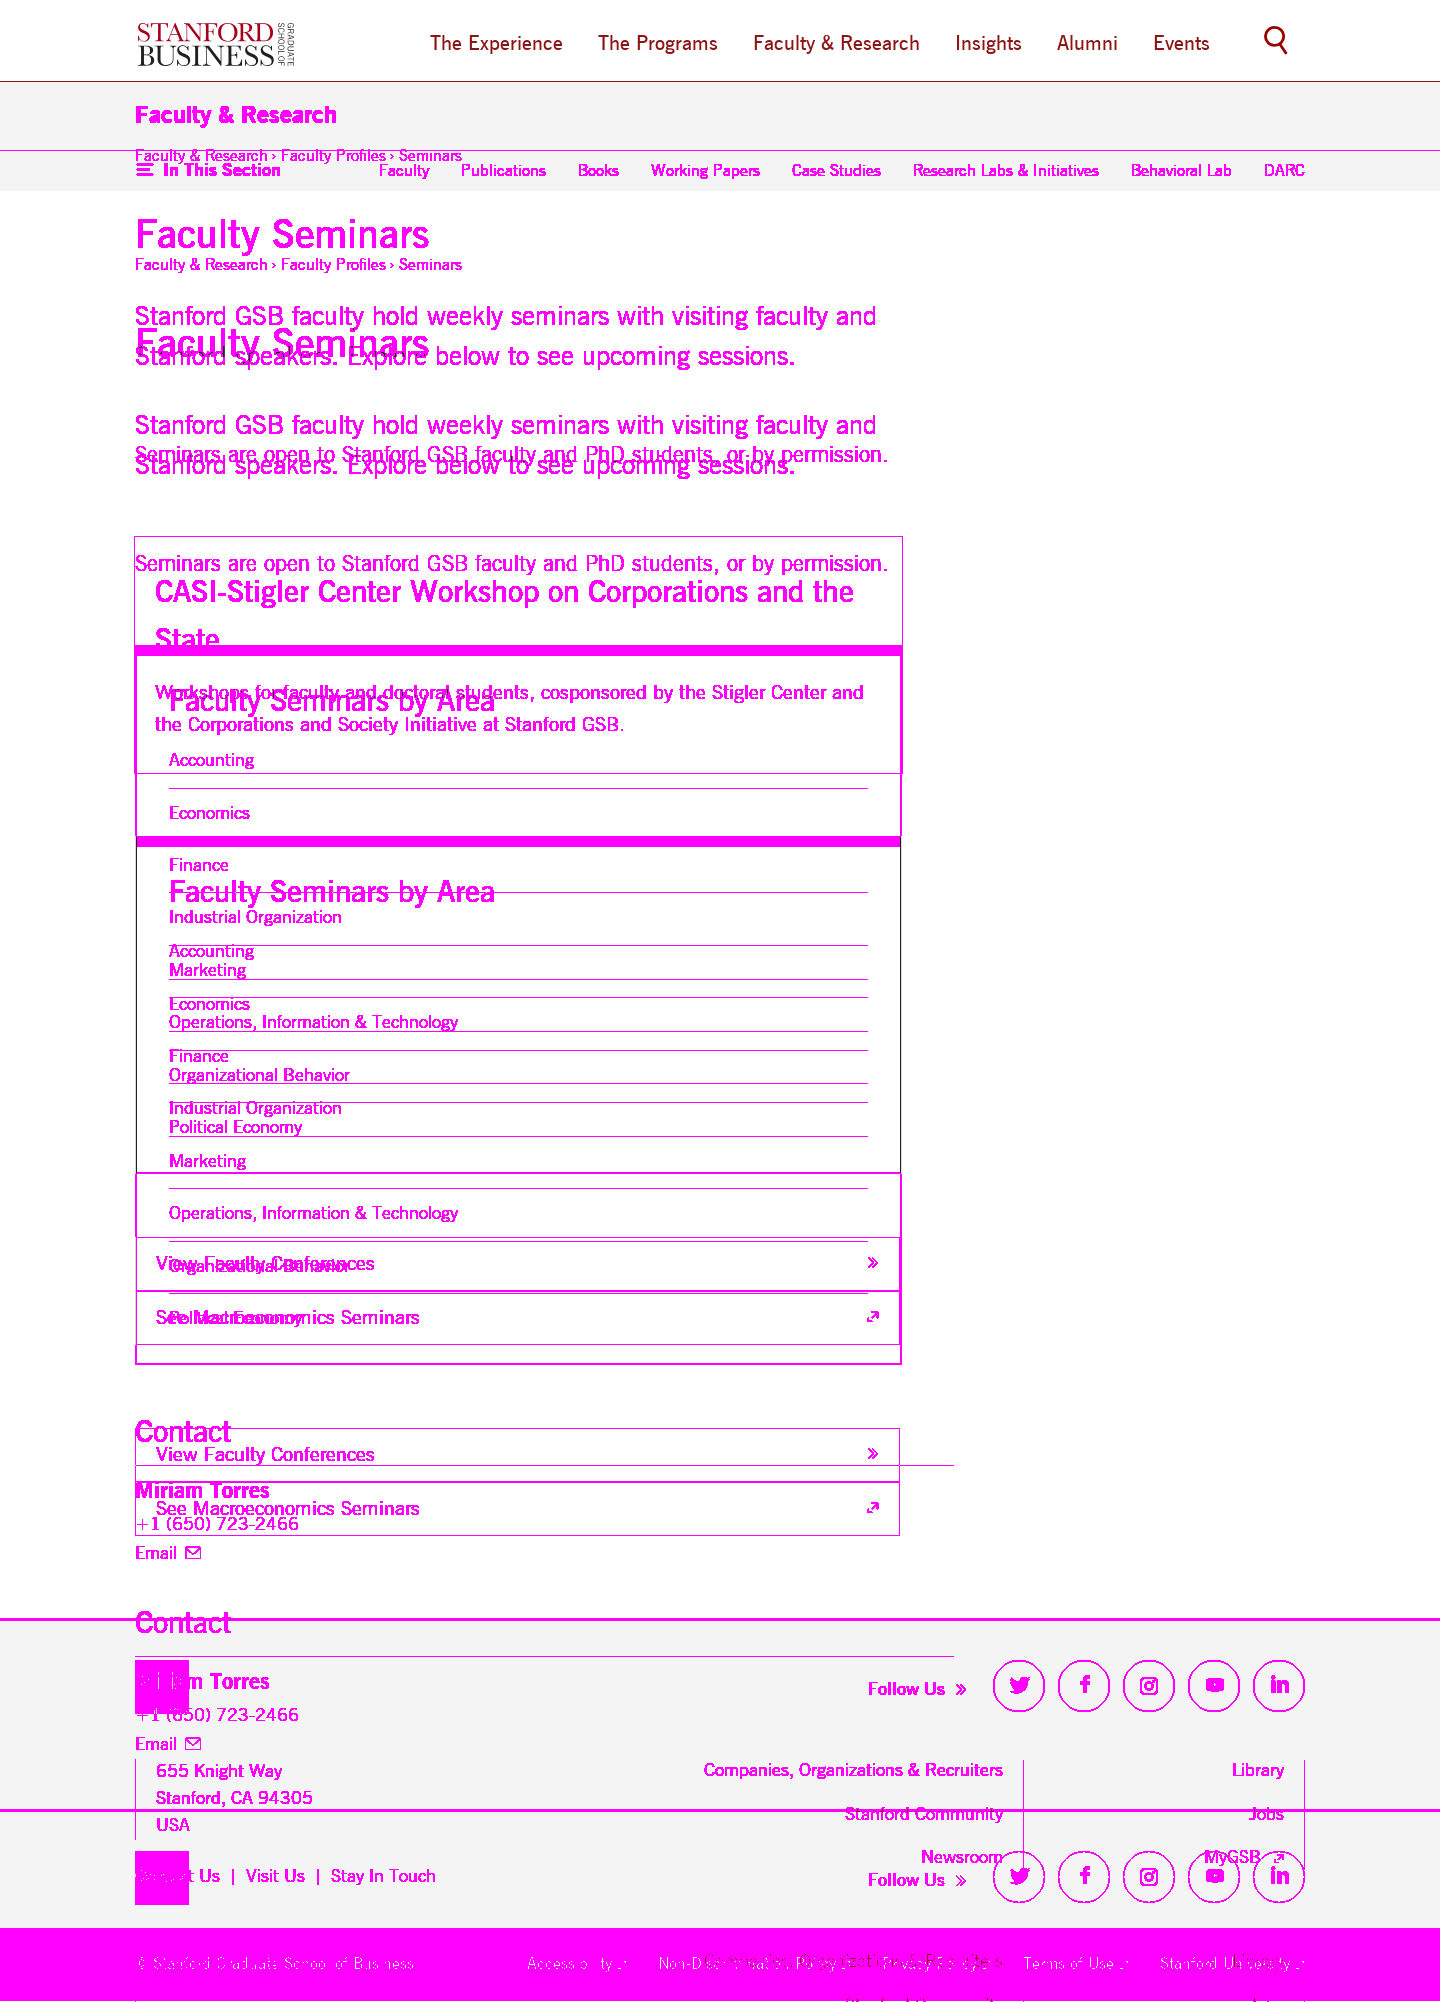 STANFORD
BUSINESS
GRADUATE
SCHOOL OF
The Experience
The Programs
Faculty & Research
Insights
Alumni
Events
Faculty & Research
Faculty & Research › Faculty Profiles › Seminars
In This Section
Faculty
Publications
Books
Working Papers
Case Studies
Research Labs & Initiatives
Behavioral Lab
DARC
Faculty Seminars
Faculty & Research › Faculty Profiles › Seminars
Stanford GSB faculty hold weekly seminars with visiting faculty and
Faculty Seminars
Stanford speakers. Explore below to see upcoming sessions.
Stanford GSB faculty hold weekly seminars with visiting faculty and
Seminars are open to Stanford GSB faculty and PhD students, or by permission.
Stanford speakers. Explore below to see upcoming sessions.
Seminars are open to Stanford GSB faculty and PhD students, or by permission.
CASI-Stigler Center Workshop on Corporations and the
State
Workshops for faculty and doctoral students, cosponsored by the Stigler Center and
Faculty Seminars by Area
the Corporations and Society Initiative at Stanford GSB.
Accounting
Economics
Finance
Faculty Seminars by Area
Industrial Organization
Accounting
Marketing
Economics
Operations, Information & Technology
Finance
Organizational Behavior
Industrial Organization
Political Economy
Marketing
Operations, Information & Technology
View Faculty Conferences
Organizational Behavior
See Macroeconomics Seminars
Political Economy
Contact
View Faculty Conferences
Miriam Torres
See Macroeconomics Seminars
+1 (650) 723-2466
Email
Contact
Miriam Torres
Follow Us
+1 (650) 723-2466
Email
655 Knight Way
Companies, Organizations & Recruiters
Library
Stanford, CA 94305
Stanford Community
Jobs
USA
Newsroom
MyGSB
Contact Us | Visit Us | Stay In Touch
Follow Us
Companies, Organizations & Recruiters
Library
© Stanford Graduate School of Business
Accessibility
Non-Discrimination Policy
Privacy Policy
Terms of Use
Stanford University